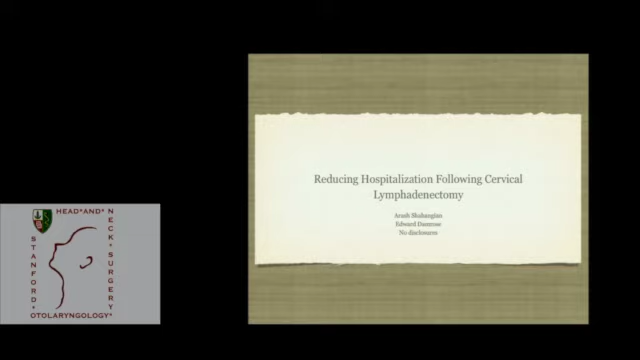 Reducing Hospitalization Following Cervical
Lymphadenectomy
Arash Shahangian
Edward Damrose
No disclosures
HEAD*AND*
NECK*SURGERY
STANFORD*
OTOLARYNGOLOGY*